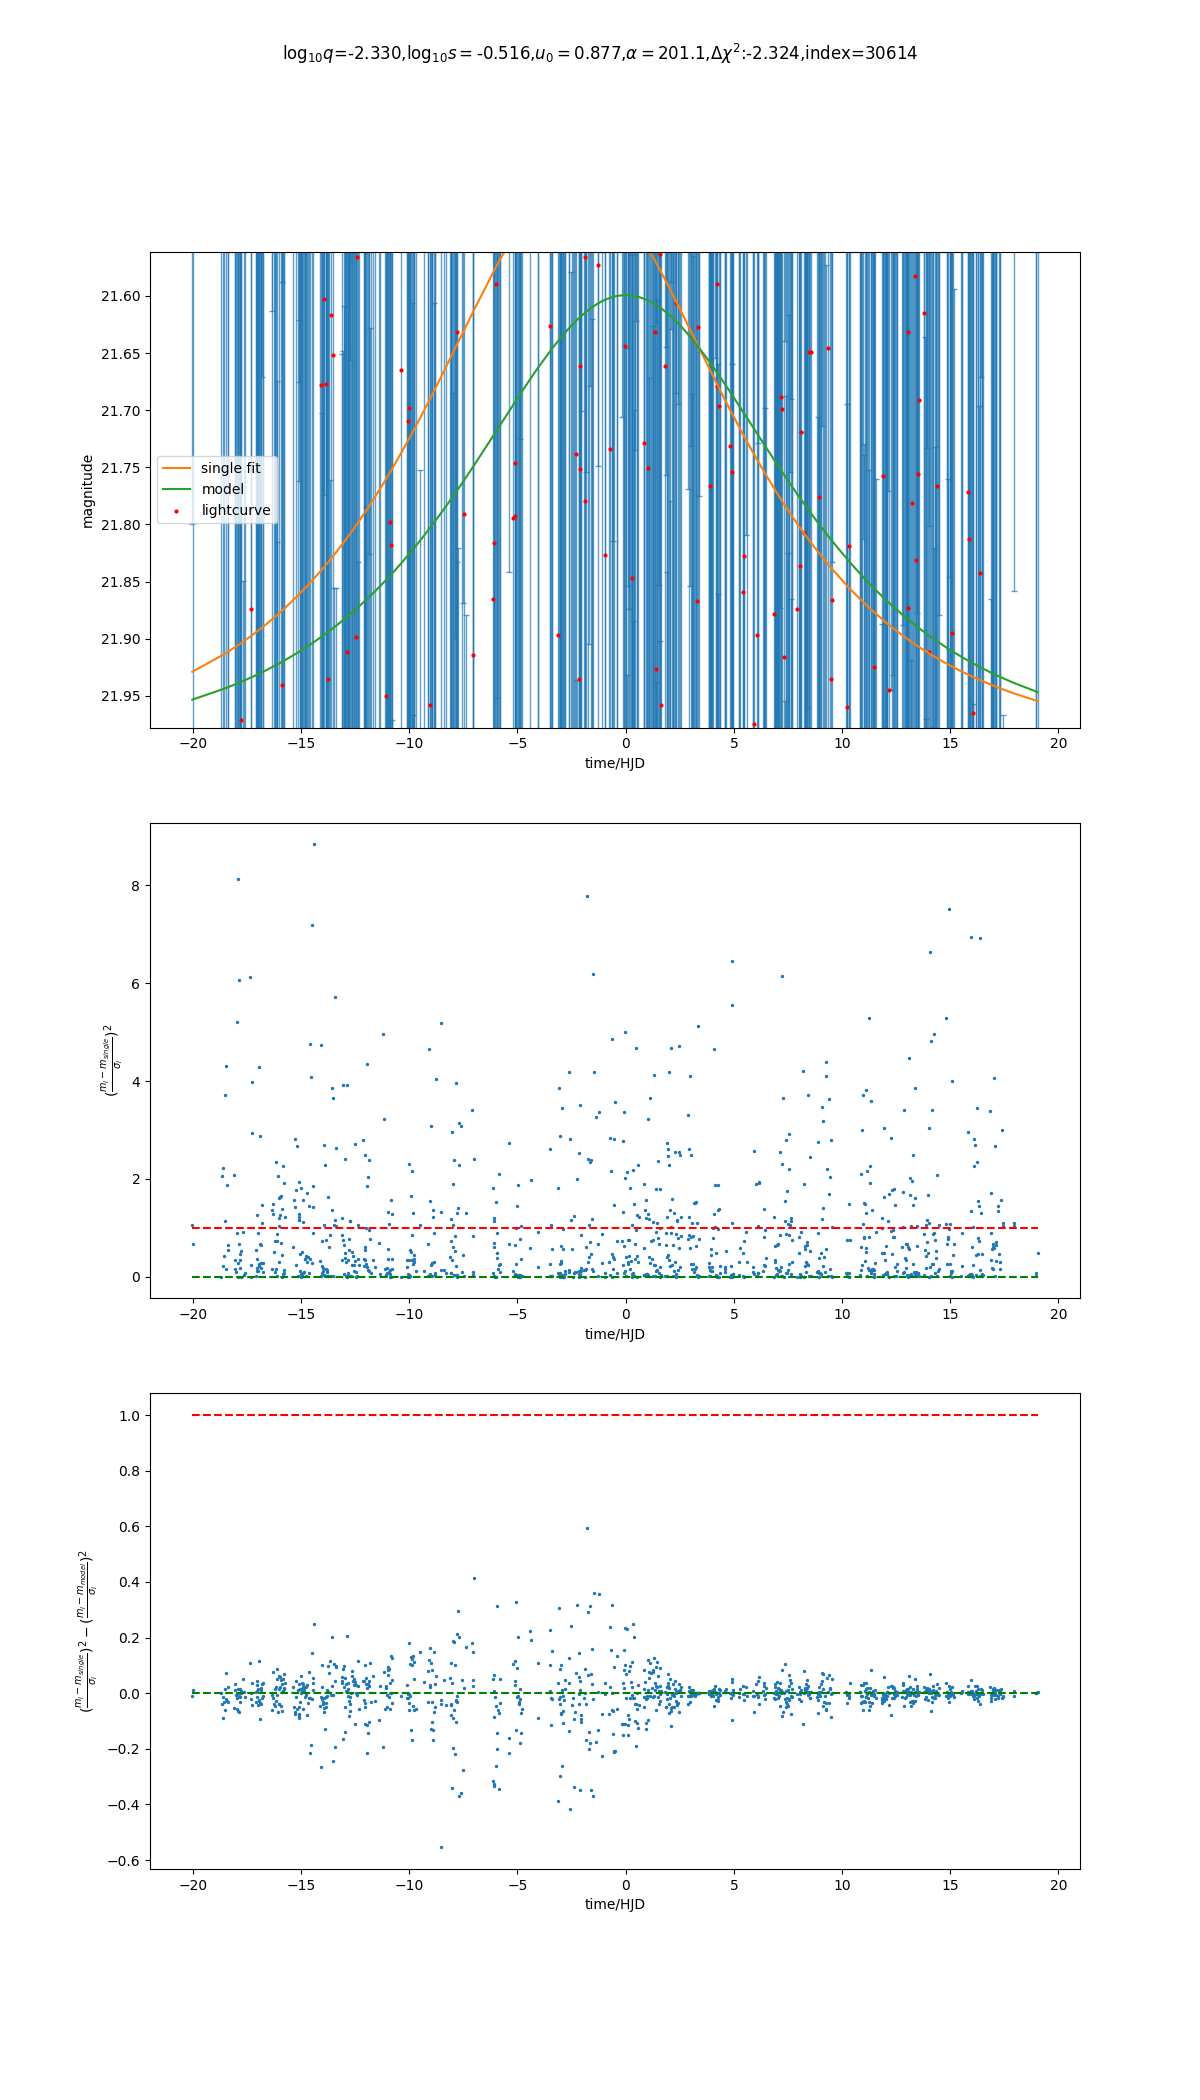 log₁₀q=-2.330,log₁₀s = -0.516,u₀ = 0.877,α = 201.1,Δχ²:-2.324,index=30614
21.60
21.65
21.70
21.75
21.80
21.85
21.90
21.95
magnitude
single fit
model
lightcurve
−20 −15 −10 −5 0 5 10 15 20
time/HJD
8
6
4
2
0
((mᵢ − m_single)/σᵢ)²
−20 −15 −10 −5 0 5 10 15 20
time/HJD
1.0
0.8
0.6
0.4
0.2
0.0
−0.2
−0.4
−0.6
((mᵢ − m_single)/σᵢ)² − ((mᵢ − m_model)/σᵢ)²
−20 −15 −10 −5 0 5 10 15 20
time/HJD